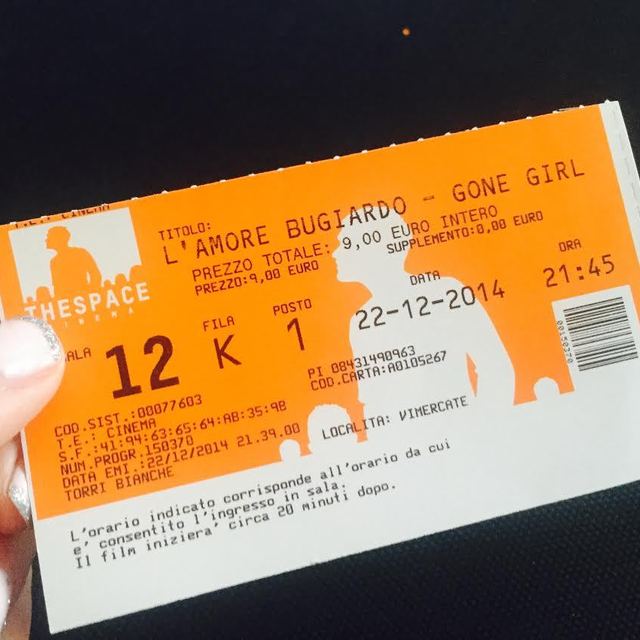 T.E.: CINEMA
THESPACE
CINEMA
TITOLO:
L'AMORE BUGIARDO - GONE GIRL
PREZZO TOTALE: 9,00 EURO INTERO
PREZZO:9,00 EURO SUPPLEMENTO:0,00 EURO
SALA 12
FILA K
POSTO 1
DATA 22-12-2014
ORA 21:45
PI 08431490963
COD.CARTA:A0105267
COD.SIST.:00077603
T.E.: CINEMA
S.F.:41:94:63:65:64:AB:35:9B
NUM.PROGR:150370
DATA EMI.:22/12/2014 21.39.00
TORRI BIANCHE
LOCALITA: VIMERCATE
00150370
L'orario indicato corrisponde all'orario da cui
e' consentito l'ingresso in sala.
Il film iniziera' circa 20 minuti dopo.